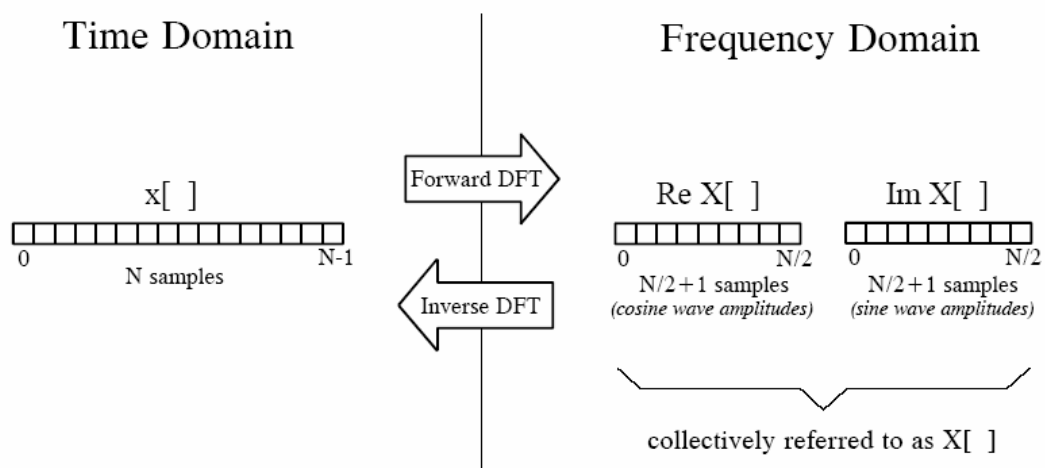 Time Domain
Frequency Domain
Forward DFT
x[ ]
0
N-1
N samples
Re X[ ]
0
N/2
N/2+1 samples
(cosine wave amplitudes)
Im X[ ]
0
N/2
N/2+1 samples
(sine wave amplitudes)
Inverse DFT
collectively referred to as X[ ]